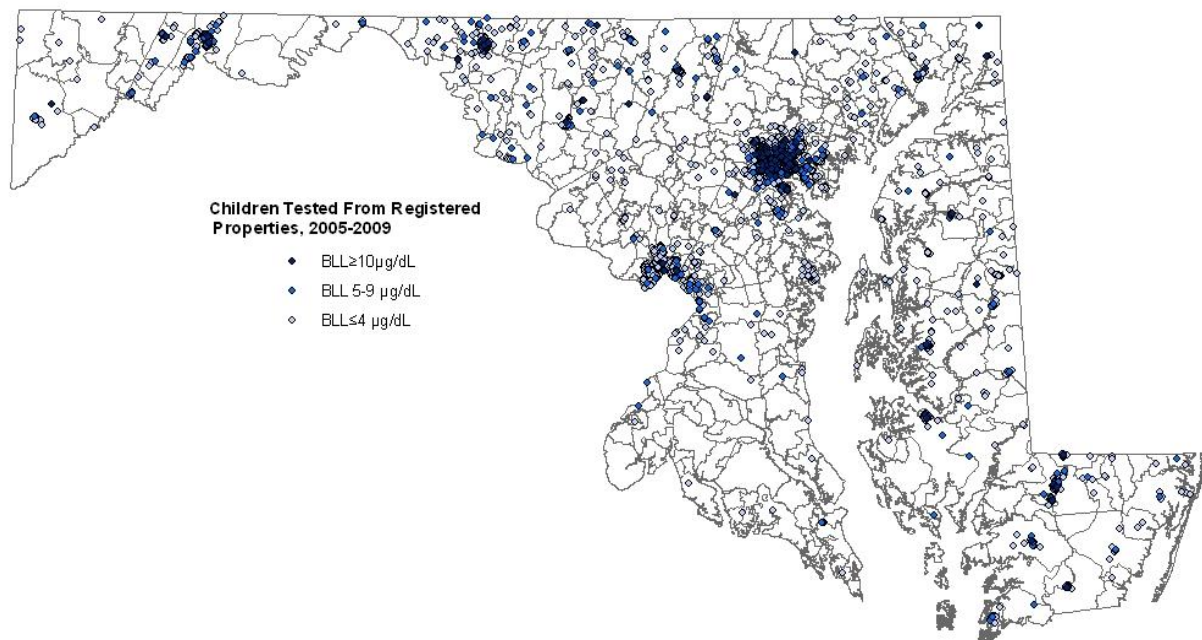 Children Tested From Registered
Properties, 2005-2009
BLL≥10µg/dL
BLL 5-9 µg/dL
BLL≤4 µg/dL